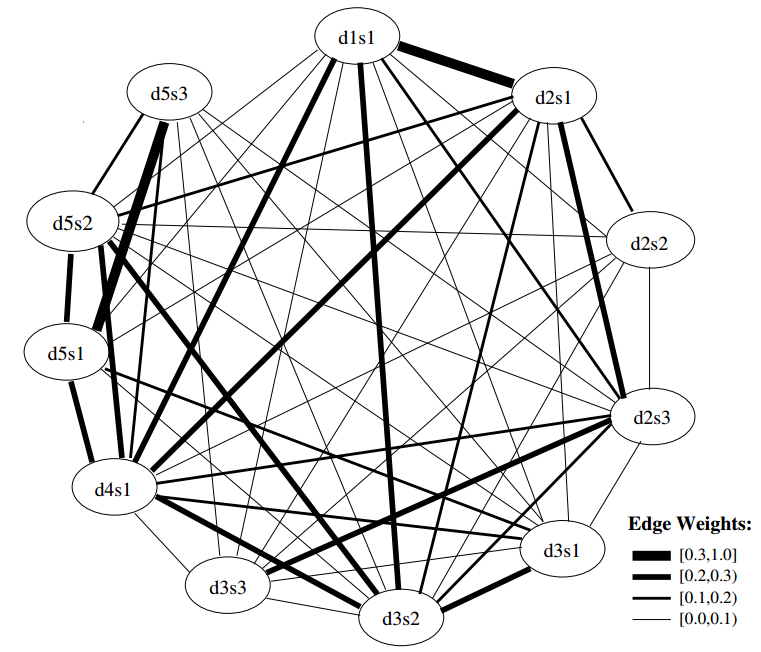 d1s1
d5s3
d2s1
d5s2
d2s2
d5s1
d2s3
d4s1
d3s1
d3s3
d3s2
Edge Weights:
[0.3,1.0]
[0.2,0.3)
[0.1,0.2)
[0.0,0.1)